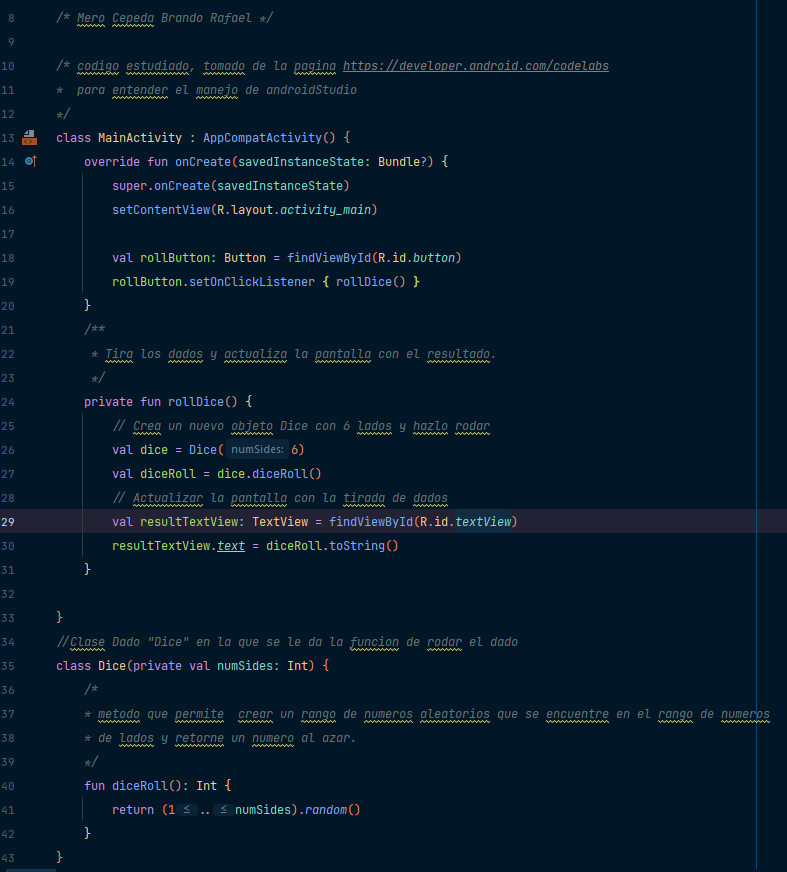 8 /* Mero Cepeda Brando Rafael */
9
10 /* codigo estudiado, tomado de la pagina https://developer.android.com/codelabs
11 *  para entender el manejo de androidStudio
12 */
13 class MainActivity : AppCompatActivity() {
14     override fun onCreate(savedInstanceState: Bundle?) {
15         super.onCreate(savedInstanceState)
16         setContentView(R.layout.activity_main)
17
18         val rollButton: Button = findViewById(R.id.button)
19         rollButton.setOnClickListener { rollDice() }
20     }
21     /**
22      * Tira los dados y actualiza la pantalla con el resultado.
23      */
24     private fun rollDice() {
25         // Crea un nuevo objeto Dice con 6 lados y hazlo rodar
26         val dice = Dice( numSides: 6)
27         val diceRoll = dice.diceRoll()
28         // Actualizar la pantalla con la tirada de dados
29         val resultTextView: TextView = findViewById(R.id.textView)
30         resultTextView.text = diceRoll.toString()
31     }
32
33 }
34 //Clase Dado "Dice" en la que se le da la funcion de rodar el dado
35 class Dice(private val numSides: Int) {
36     /*
37     * metodo que permite  crear un rango de numeros aleatorios que se encuentre en el rango de numeros
38     * de lados y retorne un numero al azar.
39     */
40     fun diceRoll(): Int {
41         return (1 ≤ .. ≤ numSides).random()
42     }
43 }